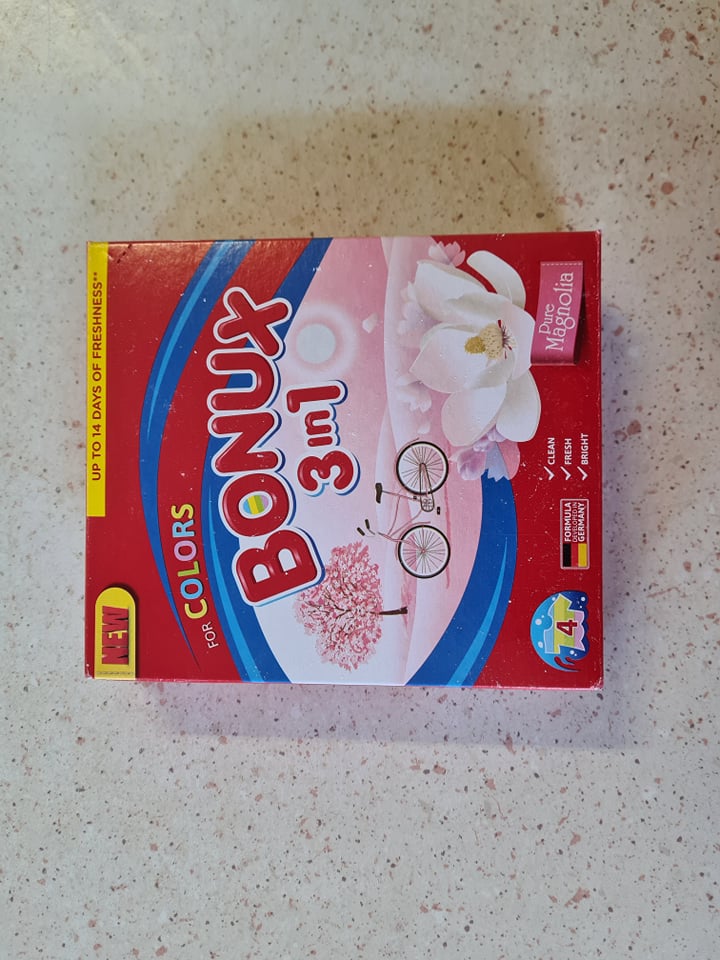 NEW
UP TO 14 DAYS OF FRESHNESS**
FOR COLORS
BONUX
3in1
4
FORMULA
DEVELOPED IN
GERMANY
✓ CLEAN
✓ FRESH
✓ BRIGHT
Pure
Magnolia